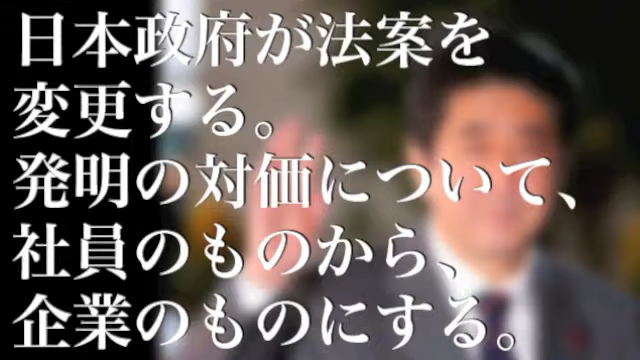 日本政府が法案を
変更する。
発明の対価について、
社員のものから、
企業のものにする。